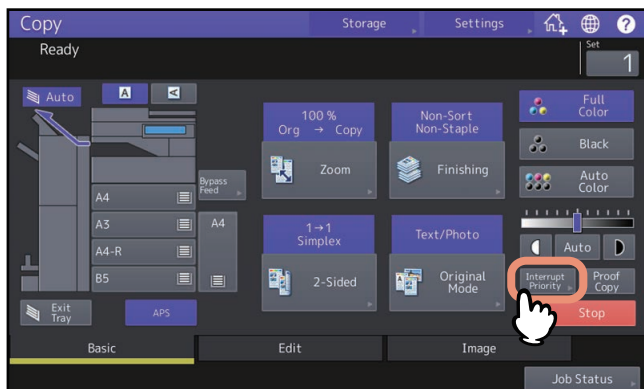 Copy
Storage
Settings
?
Ready
Set
1
Auto
A
A
A4
A3
A4-R
B5
Bypass
Feed
A4
Exit
Tray
APS
100 %
Org → Copy
Zoom
Non-Sort
Non-Staple
Finishing
1→1
Simplex
2-Sided
Text/Photo
Original
Mode
Full
Color
Black
Auto
Color
Auto
Interrupt
Priority
Proof
Copy
Stop
Basic
Edit
Image
Job Status